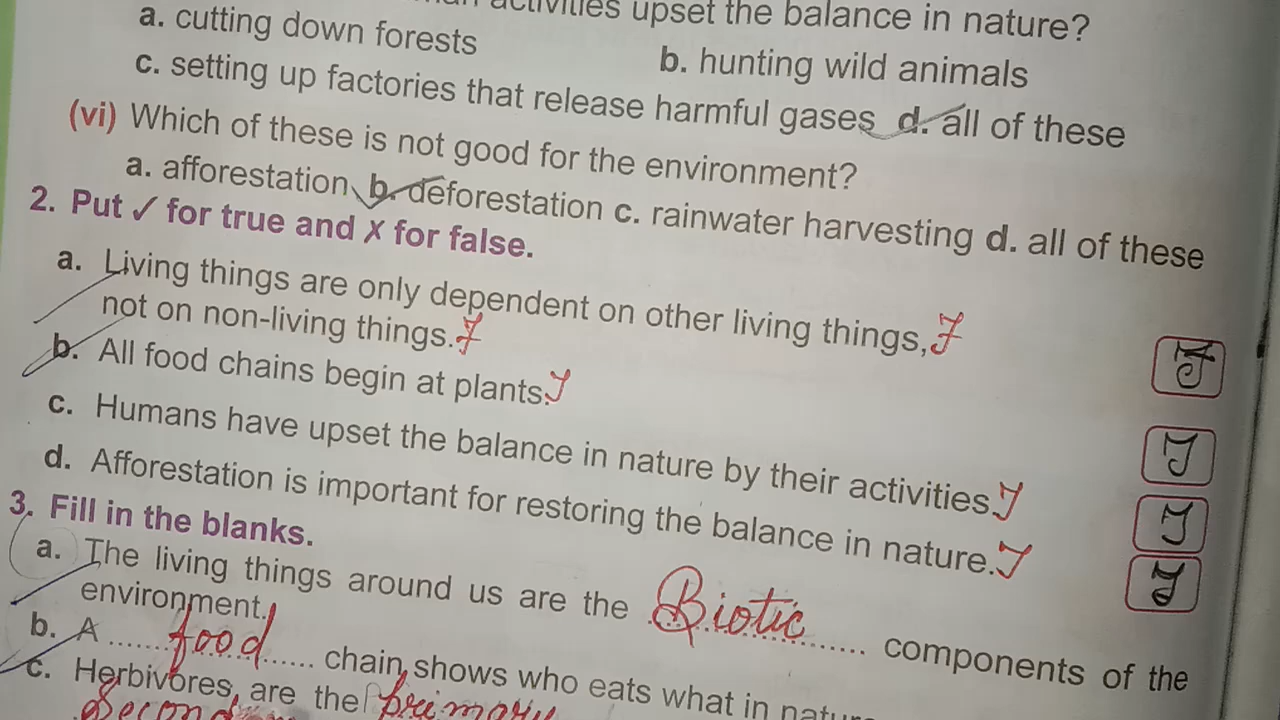 activities upset the balance in nature?
a. cutting down forests b. hunting wild animals
c. setting up factories that release harmful gases d. all of these
(vi) Which of these is not good for the environment?
a. afforestation b. deforestation c. rainwater harvesting d. all of these
2. Put ✓ for true and ✗ for false.
a. Living things are only dependent on other living things, F
not on non-living things. F F
b. All food chains begin at plants. T T
c. Humans have upset the balance in nature by their activities. T T
d. Afforestation is important for restoring the balance in nature. T T
3. Fill in the blanks.
a. The living things around us are the Biotic components of the
environment.
b. A food chain shows who eats what in
c. Herbivores are the primary